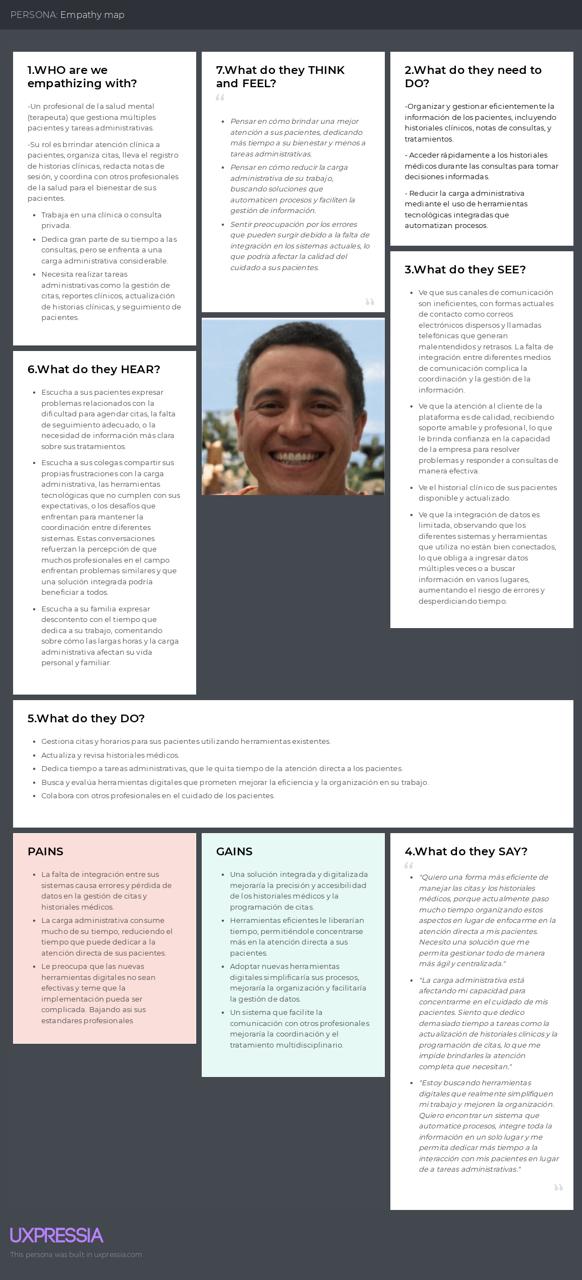 PERSONA: Empathy map
1.WHO are we
empathizing with?
-Un profesional de la salud mental
(terapeuta) que gestiona múltiples
pacientes y tareas administrativas.
-Su rol es brrindar atención clínica a
pacientes, organiza citas, lleva el registro
de historias clínicas, redacta notas de
sesión, y coordina con otros profesionales
de la salud para el bienestar de sus
pacientes.
• Trabaja en una clínica o consulta
privada.
• Dedica gran parte de su tiempo a las
consultas, pero se enfrenta a una
carga administrativa considerable.
• Necesita realizar tareas
administrativas como la gestión de
citas, reportes clínicos, actualización
de historias clínicas, y seguimiento de
pacientes.
7.What do they THINK
and FEEL?
“
• Pensar en cómo brindar una mejor
atención a sus pacientes, dedicando
más tiempo a su bienestar y menos a
tareas administrativas.
• Pensar en cómo reducir la carga
administrativa de su trabajo,
buscando soluciones que
automaticen procesos y faciliten la
gestión de información.
• Sentir preocupación por los errores
que pueden surgir debido a la falta de
integración en los sistemas actuales, lo
que podría afectar la calidad del
cuidado a sus pacientes.
”
2.What do they need to
DO?
-Organizar y gestionar eficientemente la
información de los pacientes, incluyendo
historiales clínicos, notas de consulta, y
tratamientos.
- Acceder rápidamente a los historiales
médicos durante las consultas para tomar
decisiones informadas.
- Reducir la carga administrativa
mediante el uso de herramientas
tecnológicas integradas que
automatizan procesos.
3.What do they SEE?
• Ve que sus canales de comunicación
son ineficientes, con formas actuales
de contacto como correos
electrónicos dispersos y llamadas
telefónicas que generan
malentendidos y retrasos. La falta de
integración entre diferentes medios
de comunicación complica la
coordinación y la gestión de la
información.
• Ve que la atención al cliente de la
plataforma es de calidad, recibiendo
soporte amable y profesional, lo que
le brinda confianza en la capacidad
de la empresa para resolver
problemas y responder a consultas de
manera efectiva.
• Ve el historial clínico de sus pacientes
disponible y actualizado.
• Ve que la integración de datos es
limitada, observando que los
diferentes sistemas y herramientas
que utiliza no están bien conectados,
lo que obliga a ingresar datos
múltiples veces o a buscar
información en varios lugares,
aumentando el riesgo de errores y
desperdiciando tiempo.
6.What do they HEAR?
• Escucha a sus pacientes expresar
problemas relacionados con la
dificultad para agendar citas, la falta
de seguimiento adecuado, o la
necesidad de información más clara
sobre sus tratamientos.
• Escucha a sus colegas compartir sus
propias frustraciones con la carga
administrativa, las herramientas
tecnológicas que no cumplen con sus
expectativas, o los desafíos que
enfrentan para mantener la
coordinación entre diferentes
sistemas. Estas conversaciones
refuerzan la percepción de que
muchos profesionales en el campo
enfrentan problemas similares y que
una solución integrada podría
beneficiar a todos.
• Escucha a su familia expresar
descontento con el tiempo que
dedica a su trabajo, comentando
sobre cómo las largas horas y la carga
administrativa afectan su vida
personal y familiar.
5.What do they DO?
• Gestiona citas y horarios para sus pacientes utilizando herramientas existentes.
• Actualiza y revisa historiales médicos.
• Dedica tiempo a tareas administrativas, que le quita tiempo de la atención directa a los pacientes.
• Busca y evalúa herramientas digitales que prometen mejorar la eficiencia y la organización en su trabajo.
• Colabora con otros profesionales en el cuidado de los pacientes.
PAINS
• La falta de integración entre sus
sistemas causa errores y pérdida de
datos en la gestión de citas y
historiales médicos.
• La carga administrativa consume
mucho de su tiempo, reduciendo el
tiempo que puede dedicar a la
atención directa de sus pacientes.
• Le preocupa que las nuevas
herramientas digitales no sean
efectivas y teme que la
implementación pueda ser
complicada. Bajando asi sus
estandares profesionales
GAINS
• Una solución integrada y digitalizada
mejoraría la precisión y accesibilidad
de los historiales médicos y la
programación de citas.
• Herramientas eficientes le liberarían
tiempo, permitiéndole concentrarse
más en la atención directa a sus
pacientes.
• Adoptar nuevas herramientas
digitales simplificaría sus procesos,
mejoraría la organización y facilitaría
la gestión de datos.
• Un sistema que facilite la
comunicación con otros profesionales
mejoraría la coordinación y el
tratamiento multidisciplinario.
4.What do they SAY?
“
• "Quiero una forma más eficiente de
manejar las citas y los historiales
médicos, porque actualmente paso
mucho tiempo organizando estos
aspectos en lugar de enfocarme en la
atención directa a mis pacientes.
Necesito una solución que me
permita gestionar todo de manera
más ágil y centralizada."
• "La carga administrativa está
afectando mi capacidad para
concentrarme en el cuidado de mis
pacientes. Siento que dedico
demasiado tiempo a tareas como la
actualización de historiales clínicos y la
programación de citas, lo que me
impide brindarles la atención
completa que necesitan."
• "Estoy buscando herramientas
digitales que realmente simplifiquen
mi trabajo y mejoren la organización.
Quiero encontrar un sistema que
automatice procesos, integre toda la
información en un solo lugar y me
permita dedicar más tiempo a la
interacción con mis pacientes en lugar
de a tareas administrativas."
”
UXPRESSIA
This persona was built in uxpressia.com